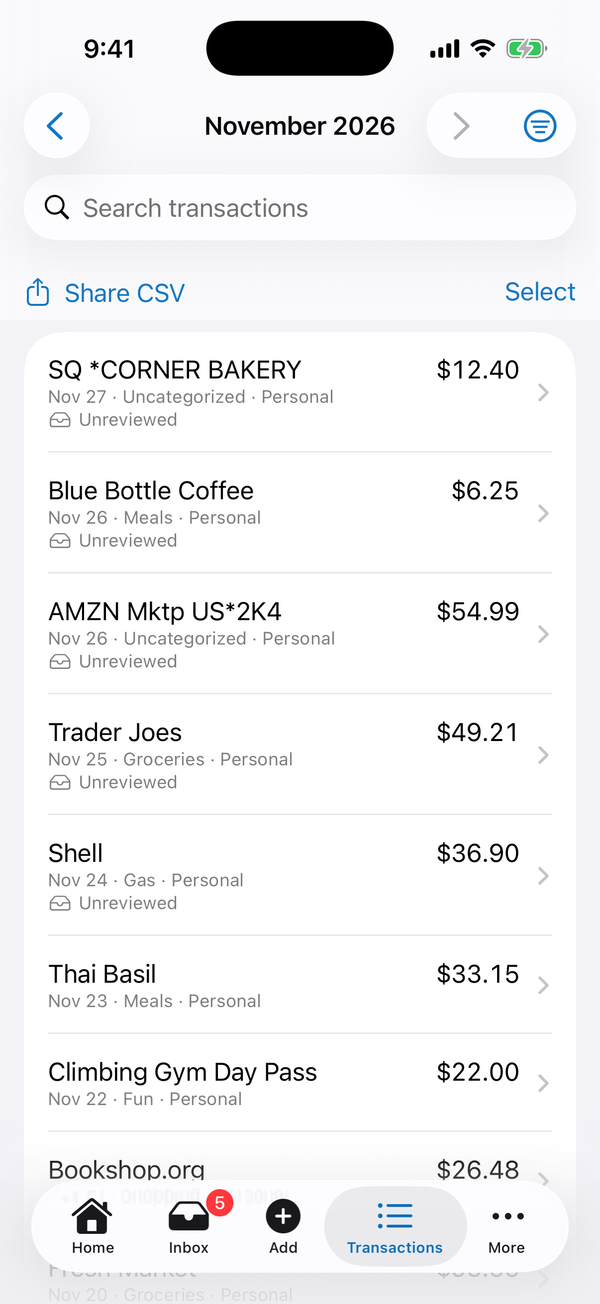 9:41
November 2026
Search transactions
Share CSV
Select
SQ *CORNER BAKERY
$12.40
Nov 27 · Uncategorized · Personal
Unreviewed
Blue Bottle Coffee
$6.25
Nov 26 · Meals · Personal
Unreviewed
AMZN Mktp US*2K4
$54.99
Nov 26 · Uncategorized · Personal
Unreviewed
Trader Joes
$49.21
Nov 25 · Groceries · Personal
Unreviewed
Shell
$36.90
Nov 24 · Gas · Personal
Unreviewed
Thai Basil
$33.15
Nov 23 · Meals · Personal
Climbing Gym Day Pass
$22.00
Nov 22 · Fun · Personal
Bookshop.org
$26.48
5
Home
Inbox
Add
Transactions
More
Fresh Market
Nov 20 · Groceries · Personal